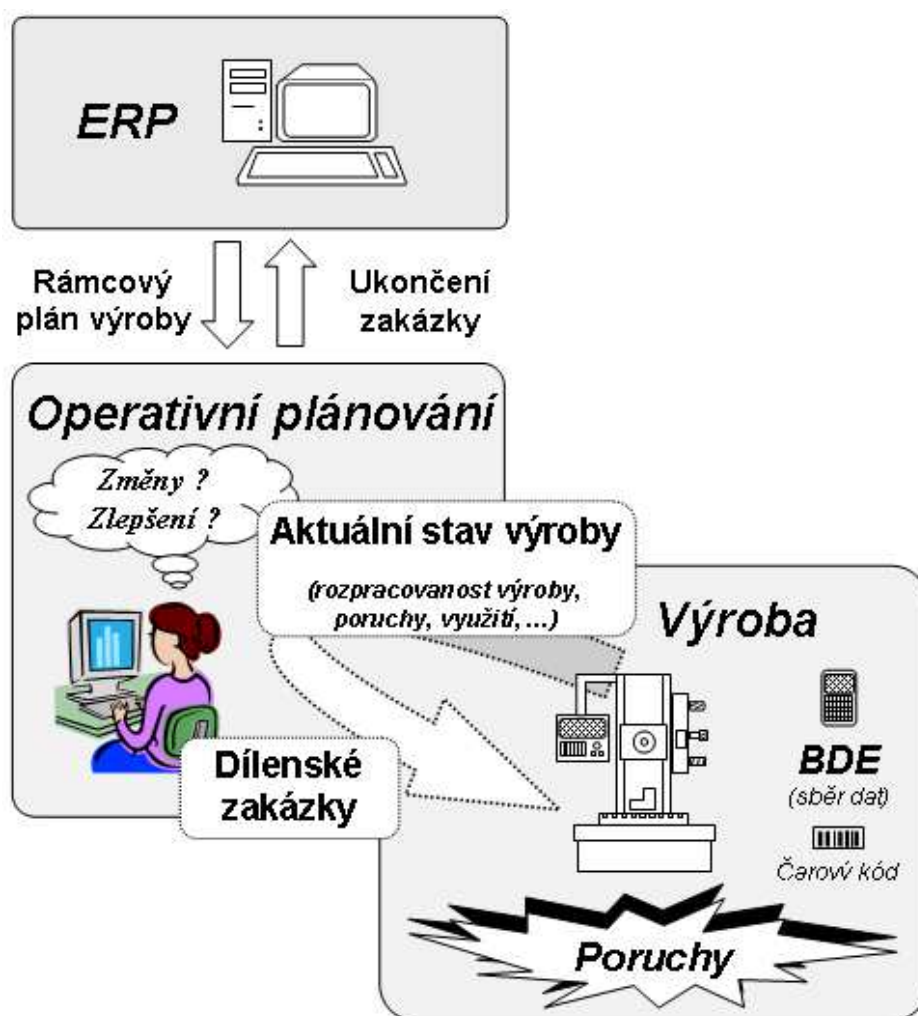 ERP
Rámcový
plán výroby
Ukončení
zakázky
Operativní plánování
Změny ?
Zlepšení ?
Aktuální stav výroby
(rozpracovanost výroby,
poruchy, využití, ...)
Výroba
Dílenské
zakázky
BDE
(sběr dat)
Čarový kód
Poruchy